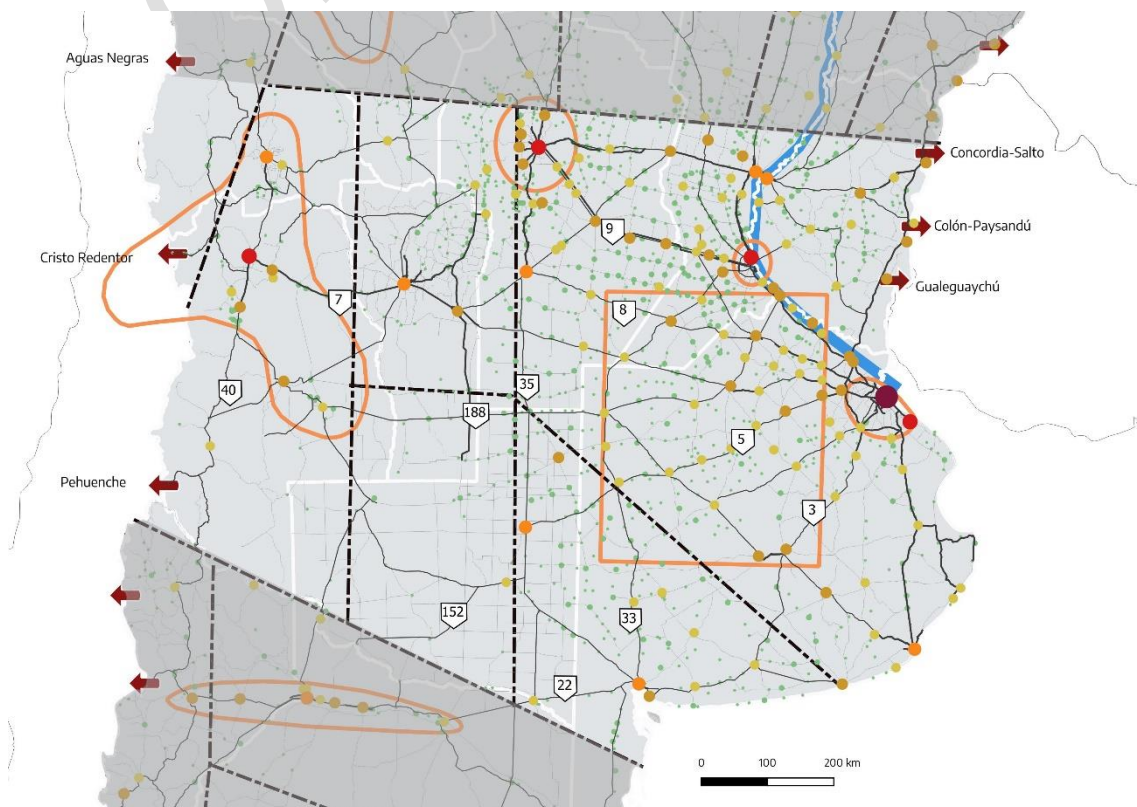 Aguas Negras
Concordia-Salto
9
Colón-Paysandú
Cristo Redentor
Gualeguaychú
7
8
40
35
188
5
Pehuenche
3
152
33
22
0 100 200 km